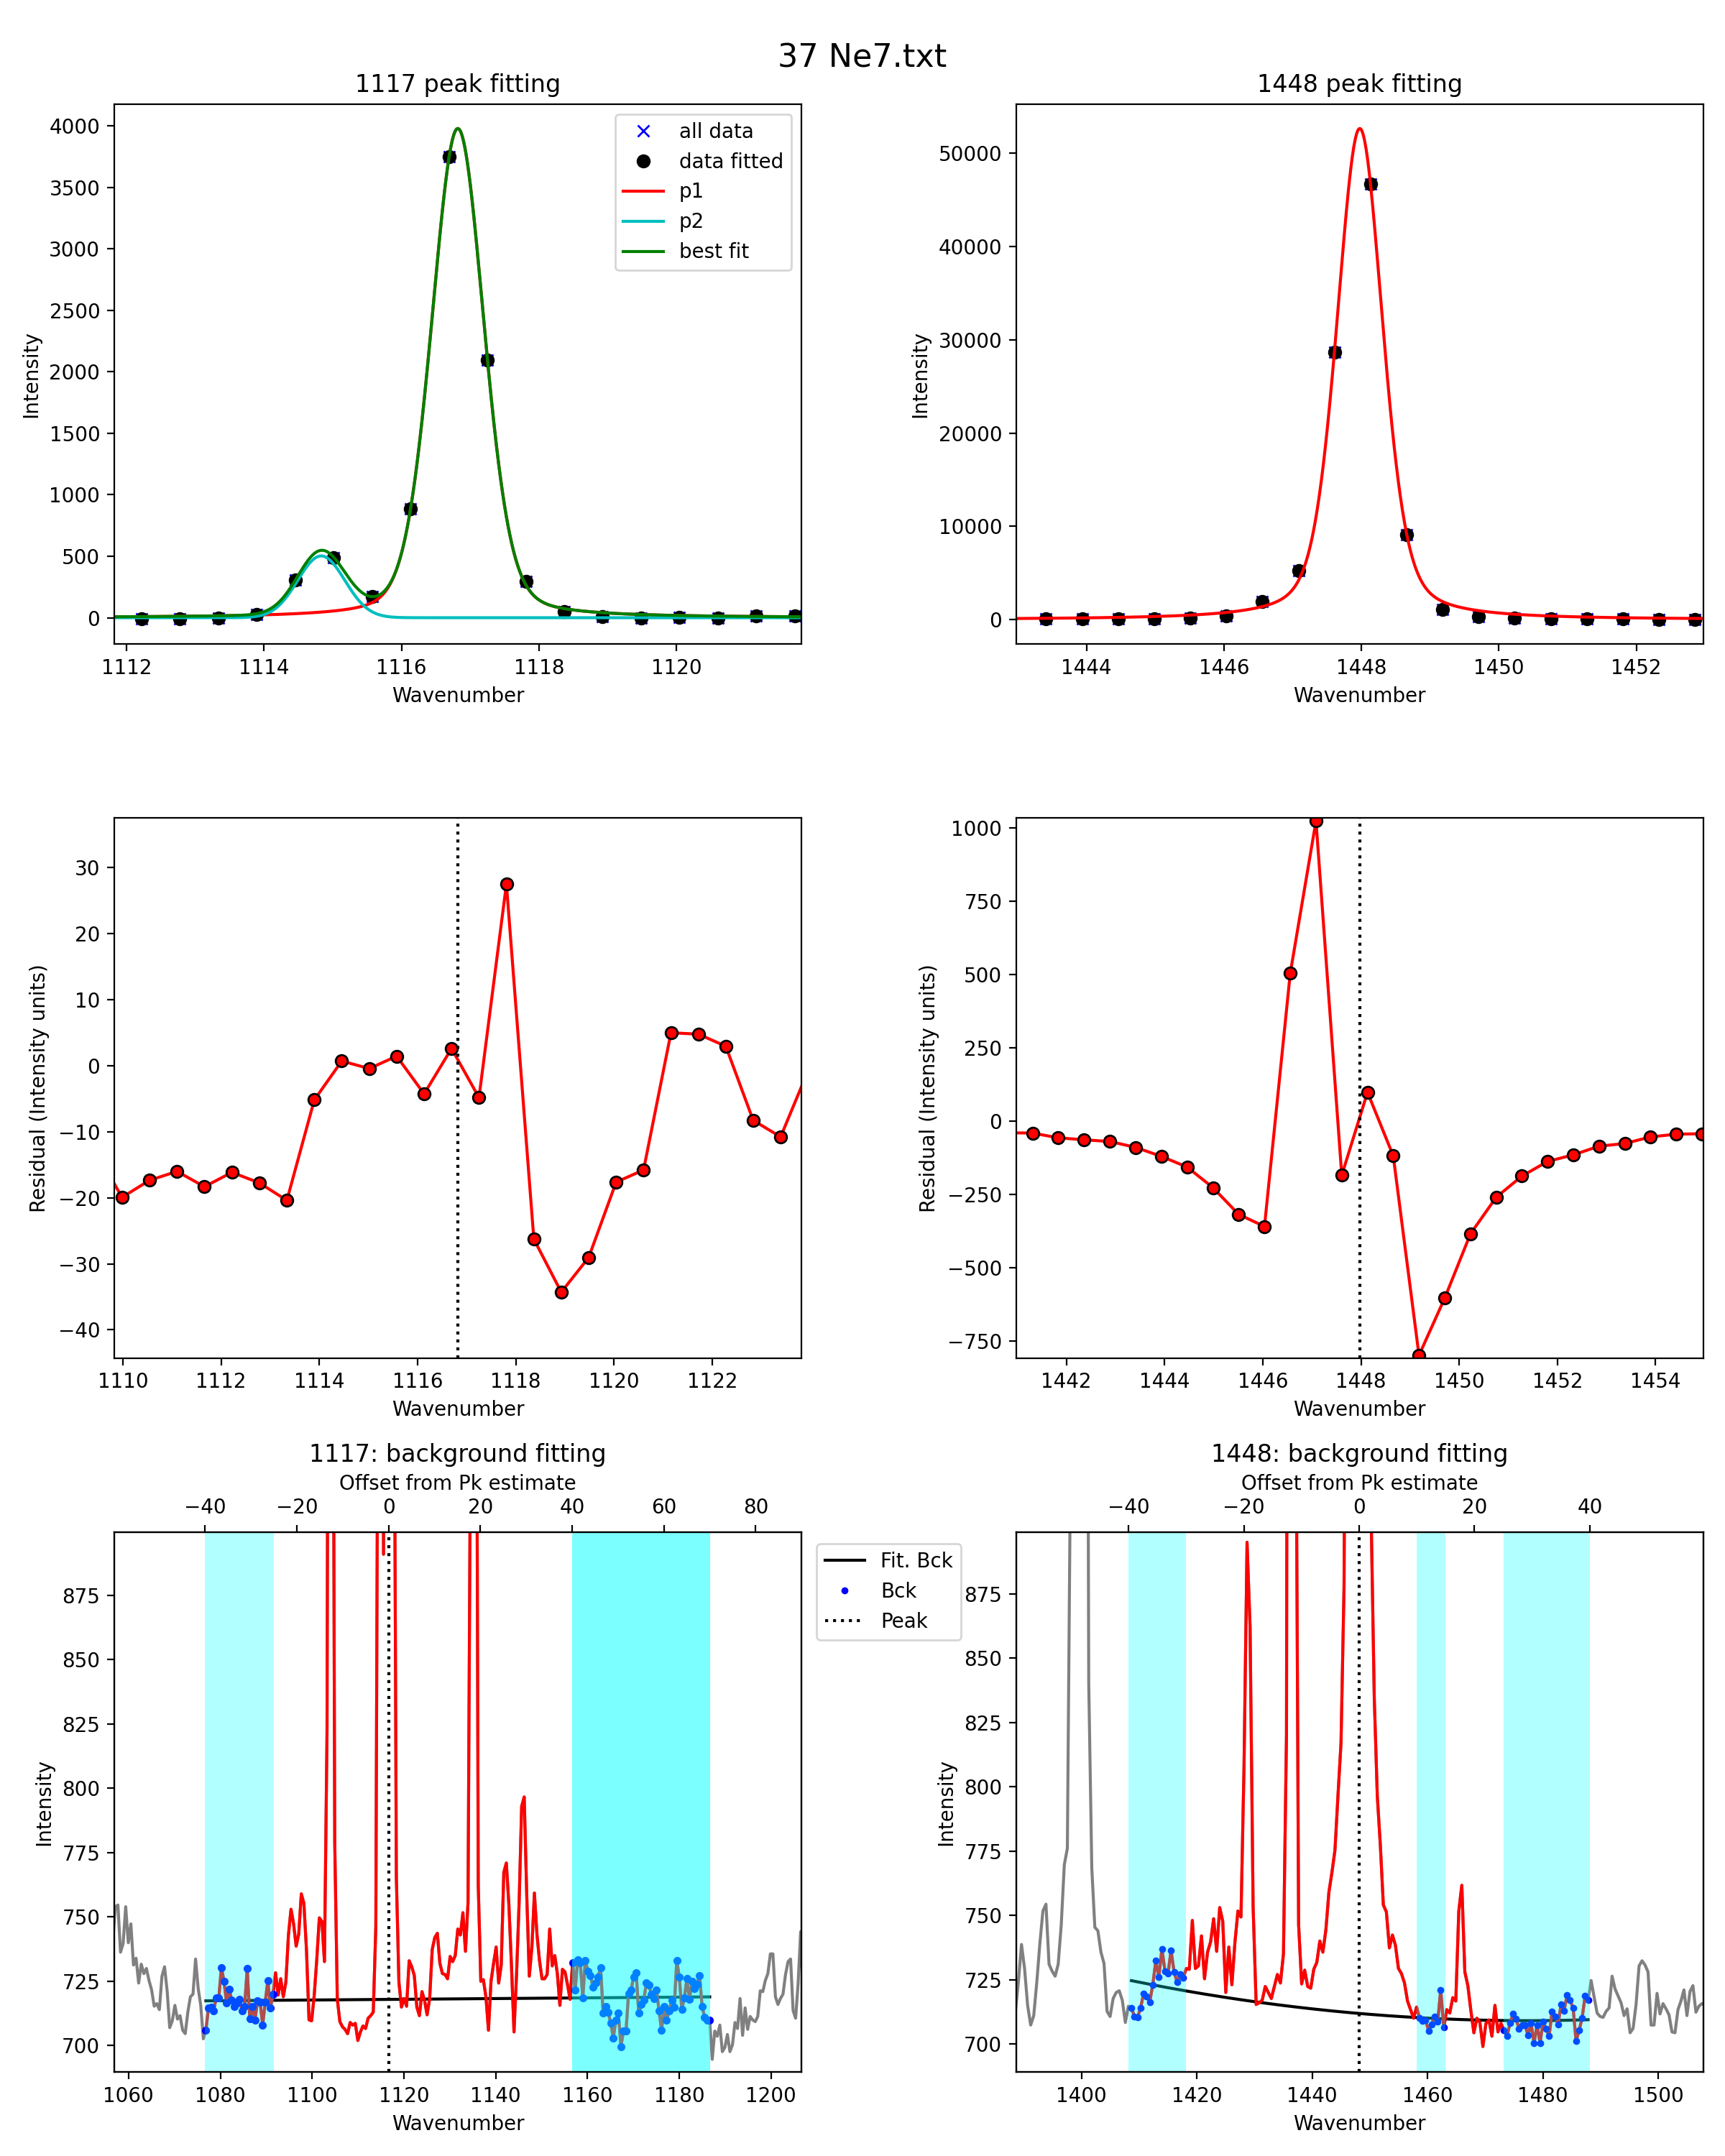 37 Ne7.txt
1117 peak fitting
4000
3500
3000
2500
2000
1500
1000
500
0
Intensity
all data
data fitted
p1
p2
best fit
1112 1114 1116 1118 1120
Wavenumber
1448 peak fitting
50000
40000
30000
20000
10000
0
Intensity
1444 1446 1448 1450 1452
Wavenumber
30
20
10
0
−10
−20
−30
−40
Residual (Intensity units)
1110 1112 1114 1116 1118 1120 1122
Wavenumber
1000
750
500
250
0
−250
−500
−750
Residual (Intensity units)
1442 1444 1446 1448 1450 1452 1454
Wavenumber
1117: background fitting
Offset from Pk estimate
−40 −20 0 20 40 60 80
875
850
825
800
775
750
725
700
Intensity
1060 1080 1100 1120 1140 1160 1180 1200
Wavenumber
Fit. Bck
Bck
Peak
1448: background fitting
Offset from Pk estimate
−40 −20 0 20 40
875
850
825
800
775
750
725
700
Intensity
1400 1420 1440 1460 1480 1500
Wavenumber